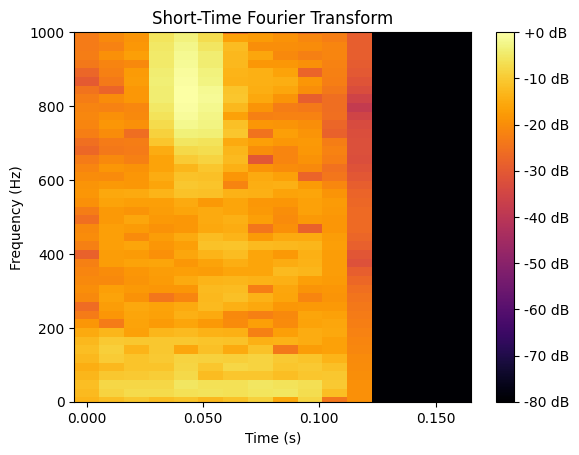 Short-Time Fourier Transform
Frequency (Hz)
1000
800
600
400
200
0
0.000
0.050
0.100
0.150
Time (s)
+0 dB
-10 dB
-20 dB
-30 dB
-40 dB
-50 dB
-60 dB
-70 dB
-80 dB